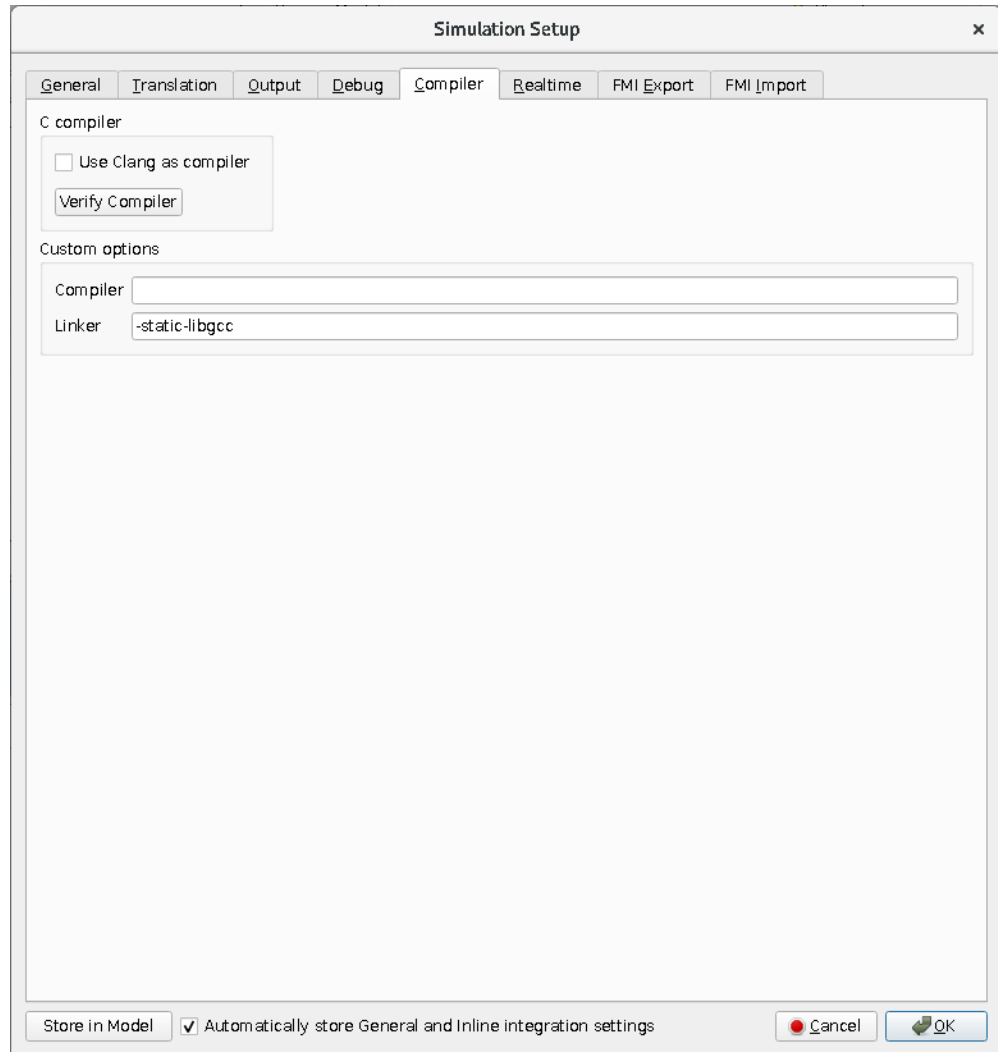 Simulation Setup
General Translation Output Debug Compiler Realtime FMI Export FMI Import
C compiler
Use Clang as compiler
Verify Compiler
Custom options
Compiler
Linker -static-libgcc
Store in Model Automatically store General and Inline integration settings Cancel OK